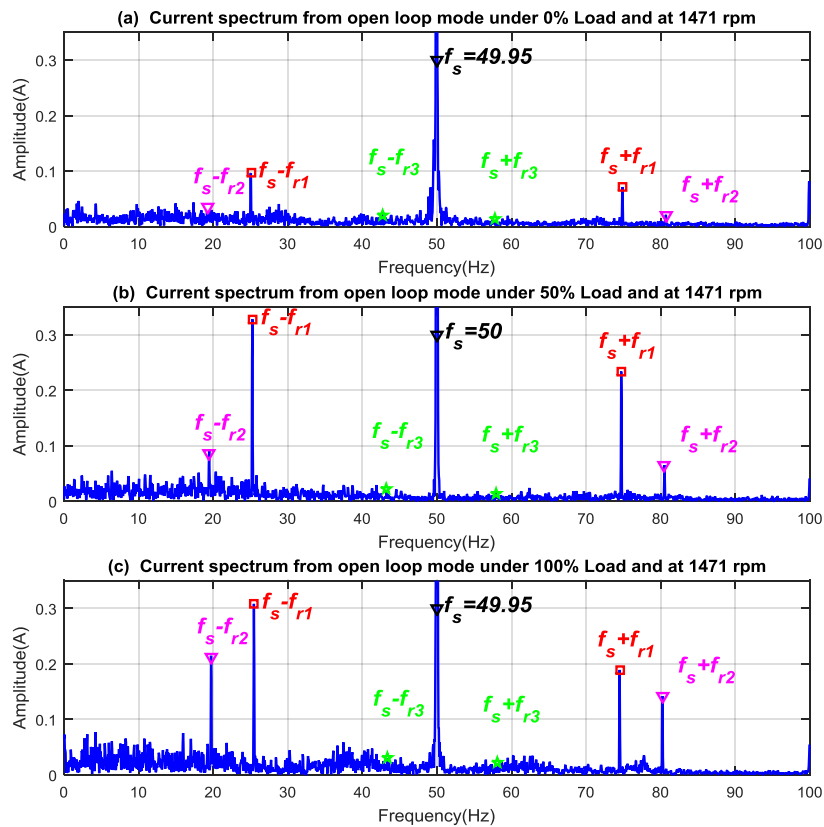 (a) Current spectrum from open loop mode under 0% Load and at 1471 rpm
0.3
0.2
0.1
0
Amplitude(A)
f_s=49.95
f_s-f_r2
f_s-f_r1
f_s-f_r3
f_s+f_r3
f_s+f_r1
f_s+f_r2
0 10 20 30 40 50 60 70 80 90 100
Frequency(Hz)
(b) Current spectrum from open loop mode under 50% Load and at 1471 rpm
0.3
0.2
0.1
0
Amplitude(A)
f_s-f_r1
f_s=50
f_s+f_r1
f_s-f_r2
f_s-f_r3
f_s+f_r3
f_s+f_r2
0 10 20 30 40 50 60 70 80 90 100
Frequency(Hz)
(c) Current spectrum from open loop mode under 100% Load and at 1471 rpm
0.3
0.2
0.1
0
Amplitude(A)
f_s-f_r1
f_s=49.95
f_s-f_r2
f_s+f_r1
f_s+f_r2
f_s-f_r3
f_s+f_r3
0 10 20 30 40 50 60 70 80 90 100
Frequency(Hz)